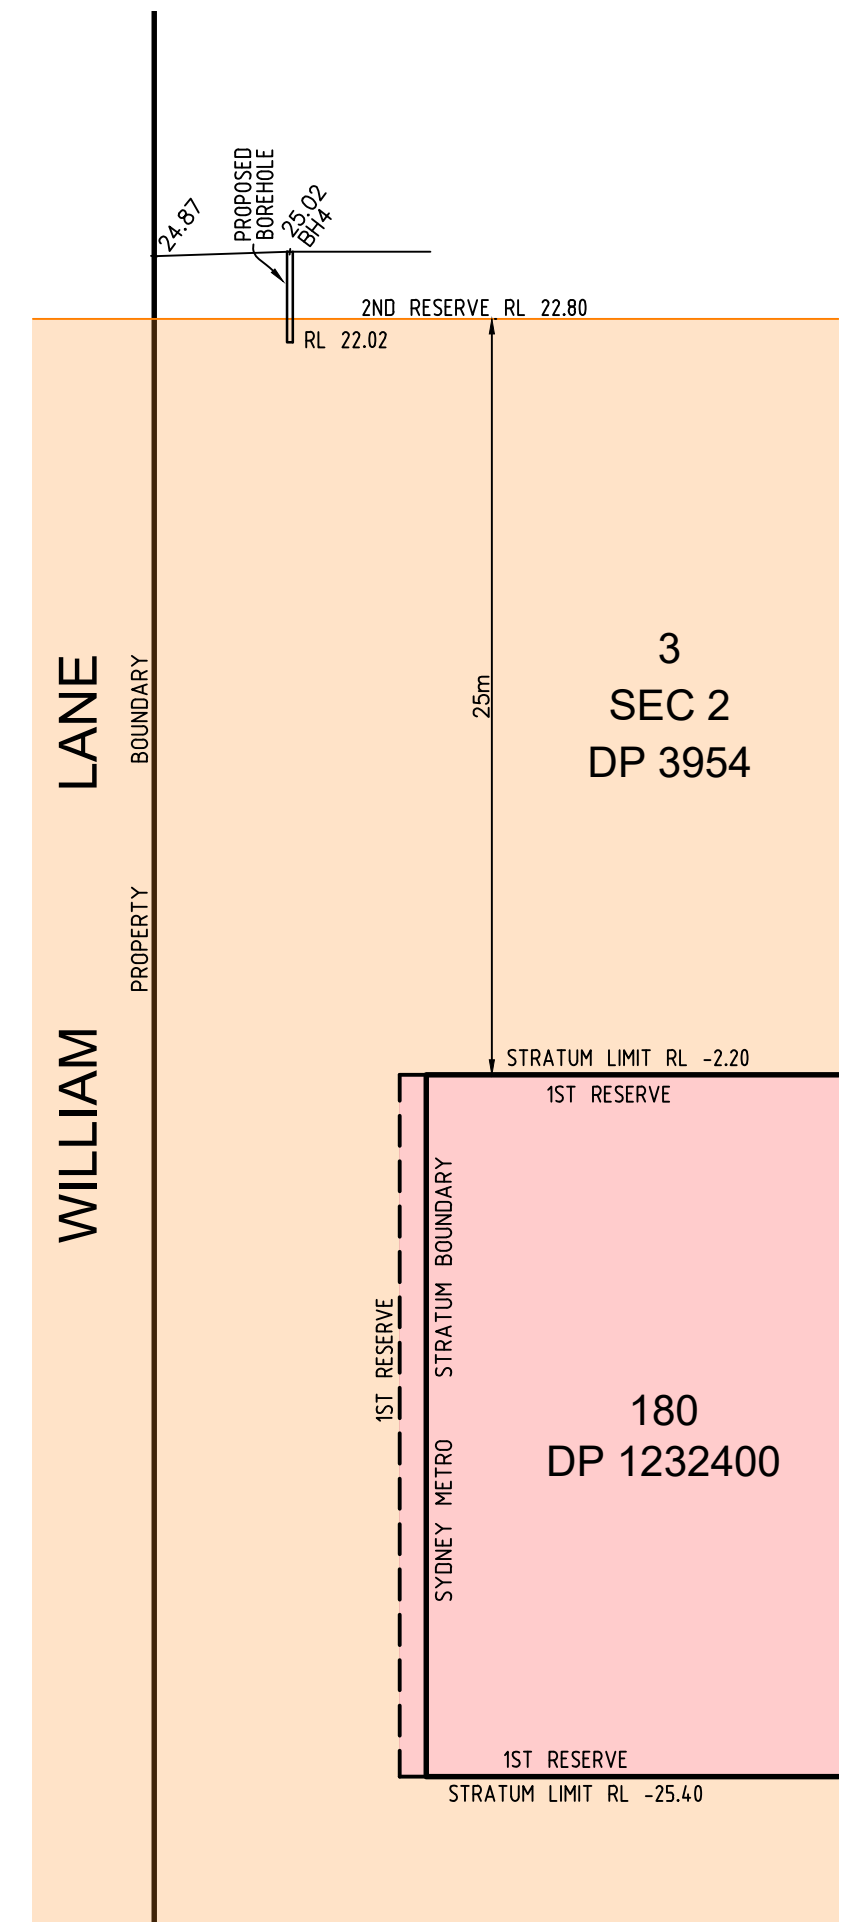 24.87
PROPOSED
BOREHOLE
25.02
BH4
2ND RESERVE RL 22.80
RL 22.02
25m
3
SEC 2
DP 3954
WILLIAM LANE
PROPERTY BOUNDARY
STRATUM LIMIT RL -2.20
1ST RESERVE
1ST RESERVE
SYDNEY METRO STRATUM BOUNDARY
180
DP 1232400
1ST RESERVE
STRATUM LIMIT RL -25.40